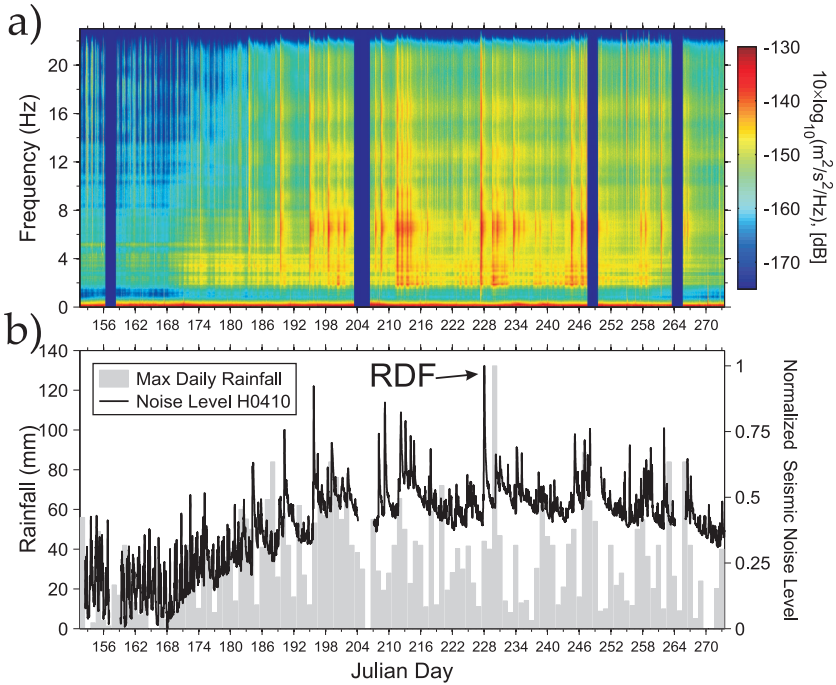 a)
Frequency (Hz)
20
16
12
8
4
0
156 162 168 174 180 186 192 198 204 210 216 222 228 234 240 246 252 258 264 270
-130
-140
-150
-160
-170
10×log10(m²/s²/Hz), [dB]
b)
Rainfall (mm)
140
120
100
80
60
40
20
0
Max Daily Rainfall
Noise Level H0410
RDF
1
0.75
0.5
0.25
0
Normalized Seismic Noise Level
156 162 168 174 180 186 192 198 204 210 216 222 228 234 240 246 252 258 264 270
Julian Day